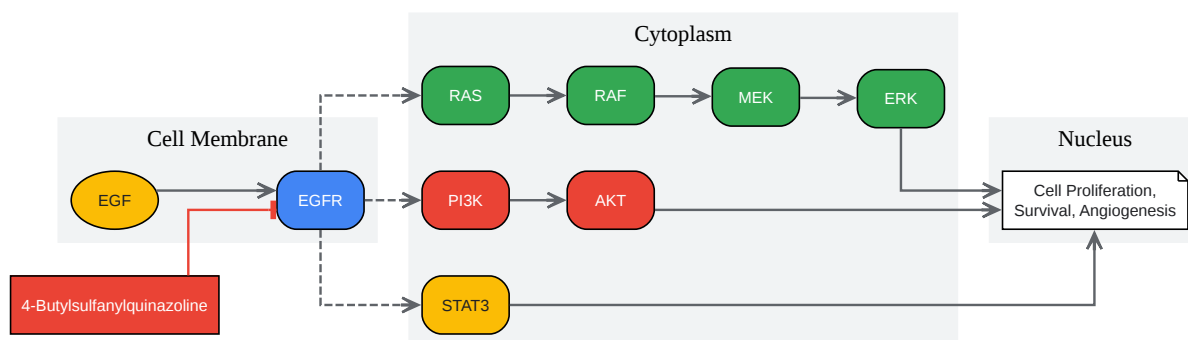 Cytoplasm
RAS
RAF
MEK
ERK
Cell Membrane
Nucleus
EGF
EGFR
PI3K
AKT
Cell Proliferation,
Survival, Angiogenesis
4-Butylsulfanylquinazoline
STAT3